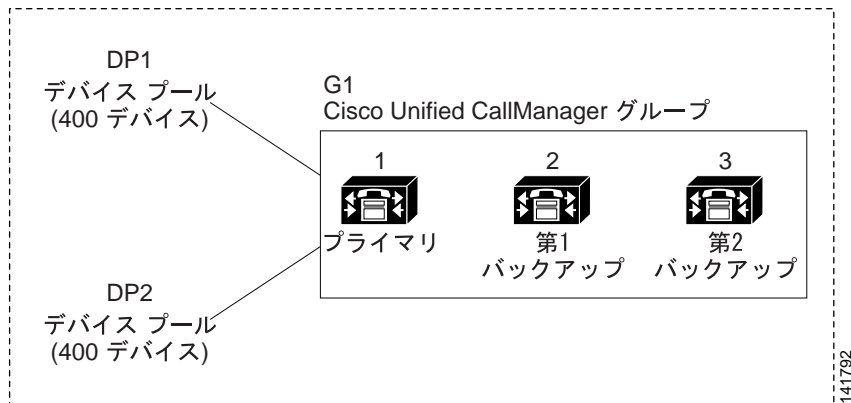 DP1
デバイス プール
(400 デバイス)
G1
Cisco Unified CallManager グループ
1
2
3
プライマリ
第1
バックアップ
第2
バックアップ
DP2
デバイス プール
(400 デバイス)
141792